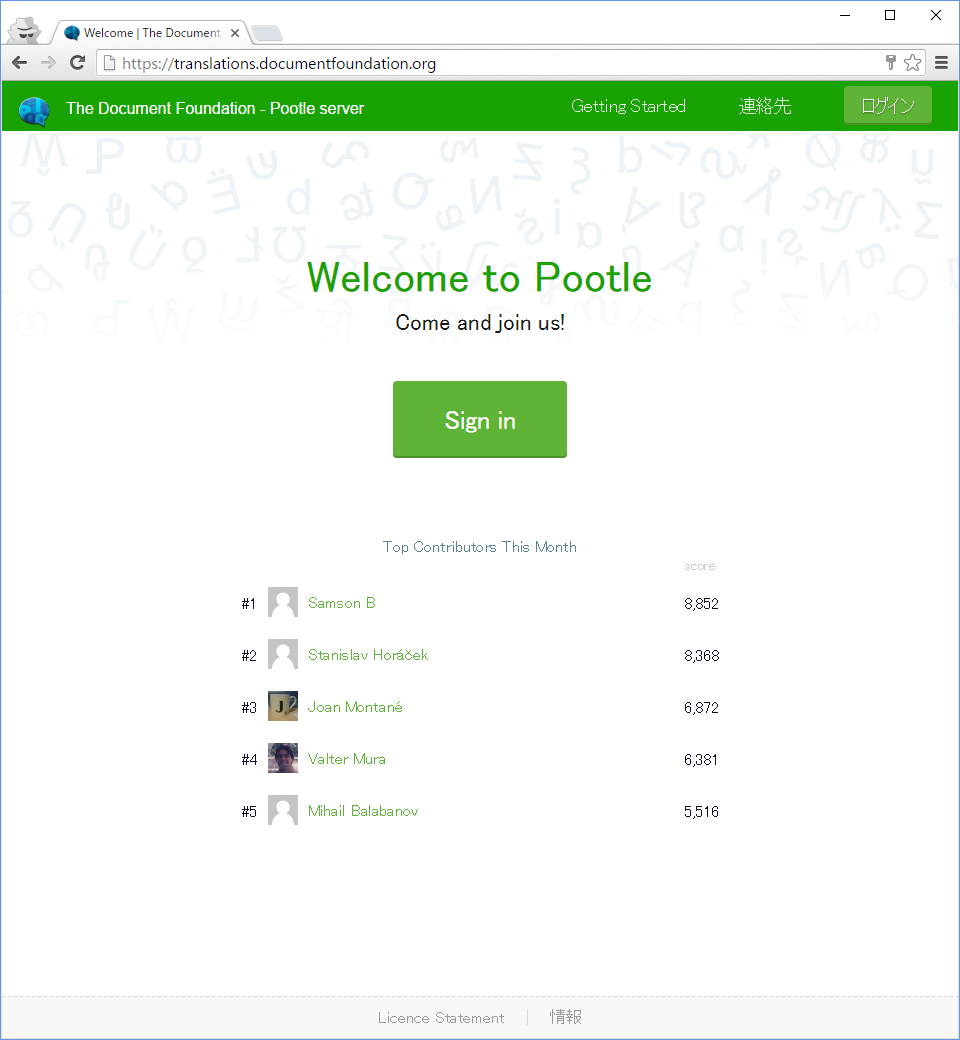 Welcome | The Document
https://translations.documentfoundation.org
The Document Foundation - Pootle server
Getting Started
連絡先
ログイン
Welcome to Pootle
Come and join us!
Sign in
Top Contributors This Month
score
#1 Samson B 8,852
#2 Stanislav Horáček 8,368
#3 Joan Montané 6,872
#4 Valter Mura 6,381
#5 Mihail Balabanov 5,516
Licence Statement
情報